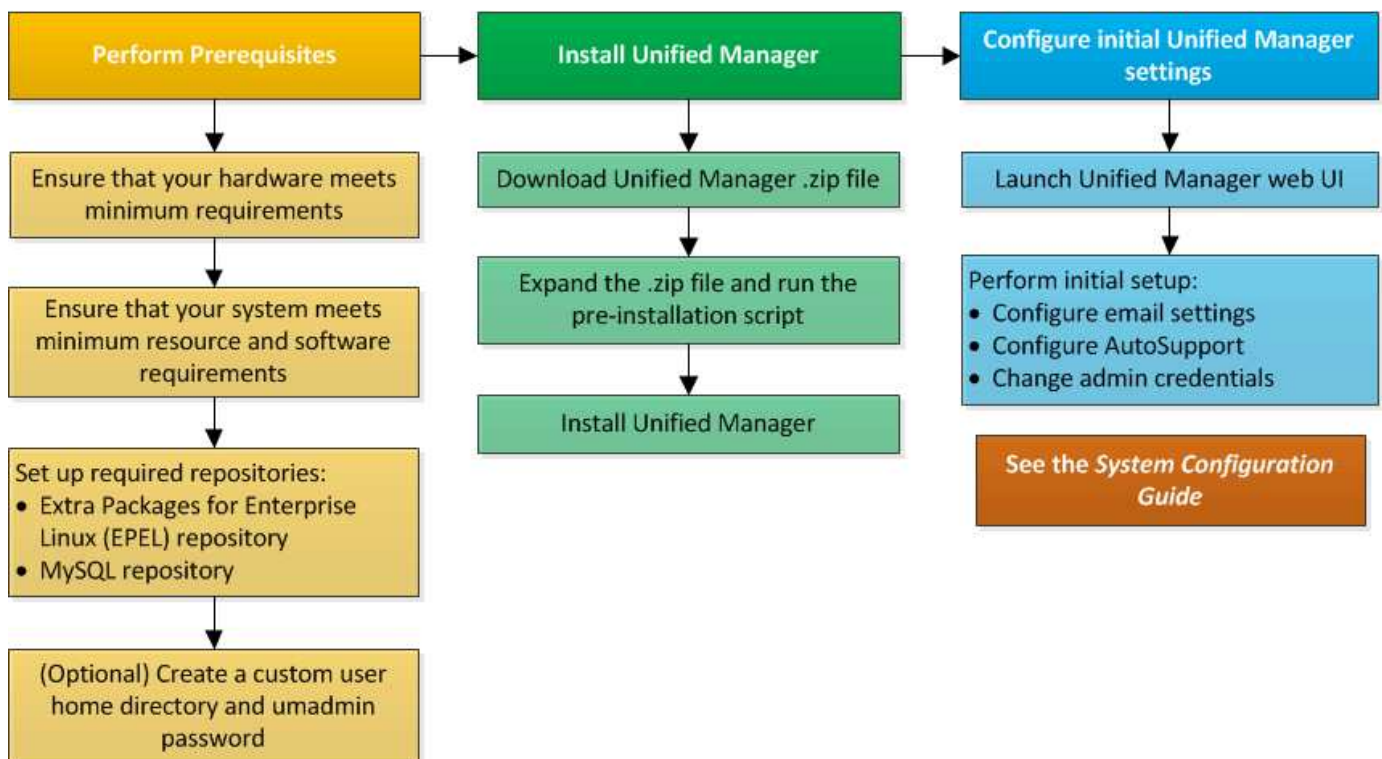 Perform Prerequisites
Install Unified Manager
Configure initial Unified Manager
settings
Ensure that your hardware meets
minimum requirements
Ensure that your system meets
minimum resource and software
requirements
Set up required repositories:
• Extra Packages for Enterprise
Linux (EPEL) repository
• MySQL repository
(Optional) Create a custom user
home directory and umadmin
password
Download Unified Manager .zip file
Expand the .zip file and run the
pre-installation script
Install Unified Manager
Launch Unified Manager web UI
Perform initial setup:
• Configure email settings
• Configure AutoSupport
• Change admin credentials
See the System Configuration
Guide